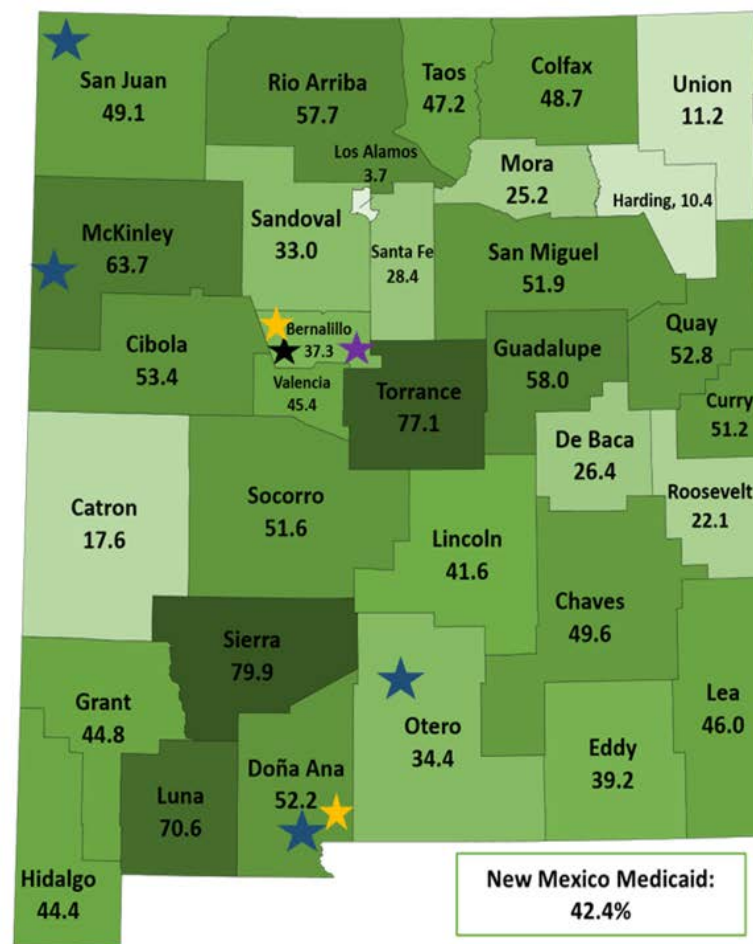 San Juan
49.1
Rio Arriba
57.7
Taos
47.2
Colfax
48.7
Union
11.2
Los Alamos
3.7
Mora
25.2
Harding, 10.4
McKinley
63.7
Sandoval
33.0
Santa Fe
28.4
San Miguel
51.9
Quay
52.8
Cibola
53.4
Bernalillo
37.3
Valencia
45.4
Torrance
77.1
Guadalupe
58.0
Curry
51.2
De Baca
26.4
Roosevelt
22.1
Catron
17.6
Socorro
51.6
Lincoln
41.6
Chaves
49.6
Sierra
79.9
Grant
44.8
Otero
34.4
Lea
46.0
Eddy
39.2
Doña Ana
52.2
Luna
70.6
Hidalgo
44.4
New Mexico Medicaid:
42.4%